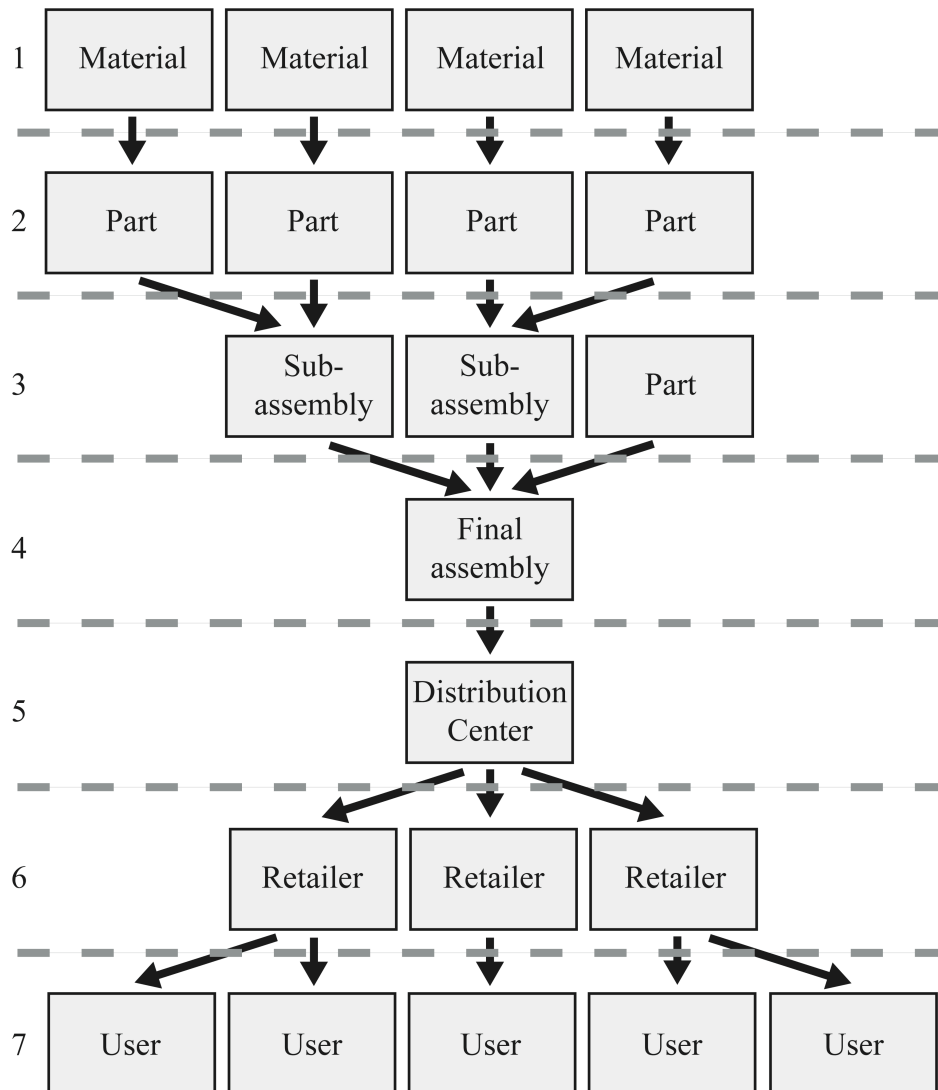 1 Material Material Material Material
2 Part Part Part Part
3 Sub-
assembly Sub-
assembly Part
4 Final
assembly
5 Distribution
Center
6 Retailer Retailer Retailer
7 User User User User User